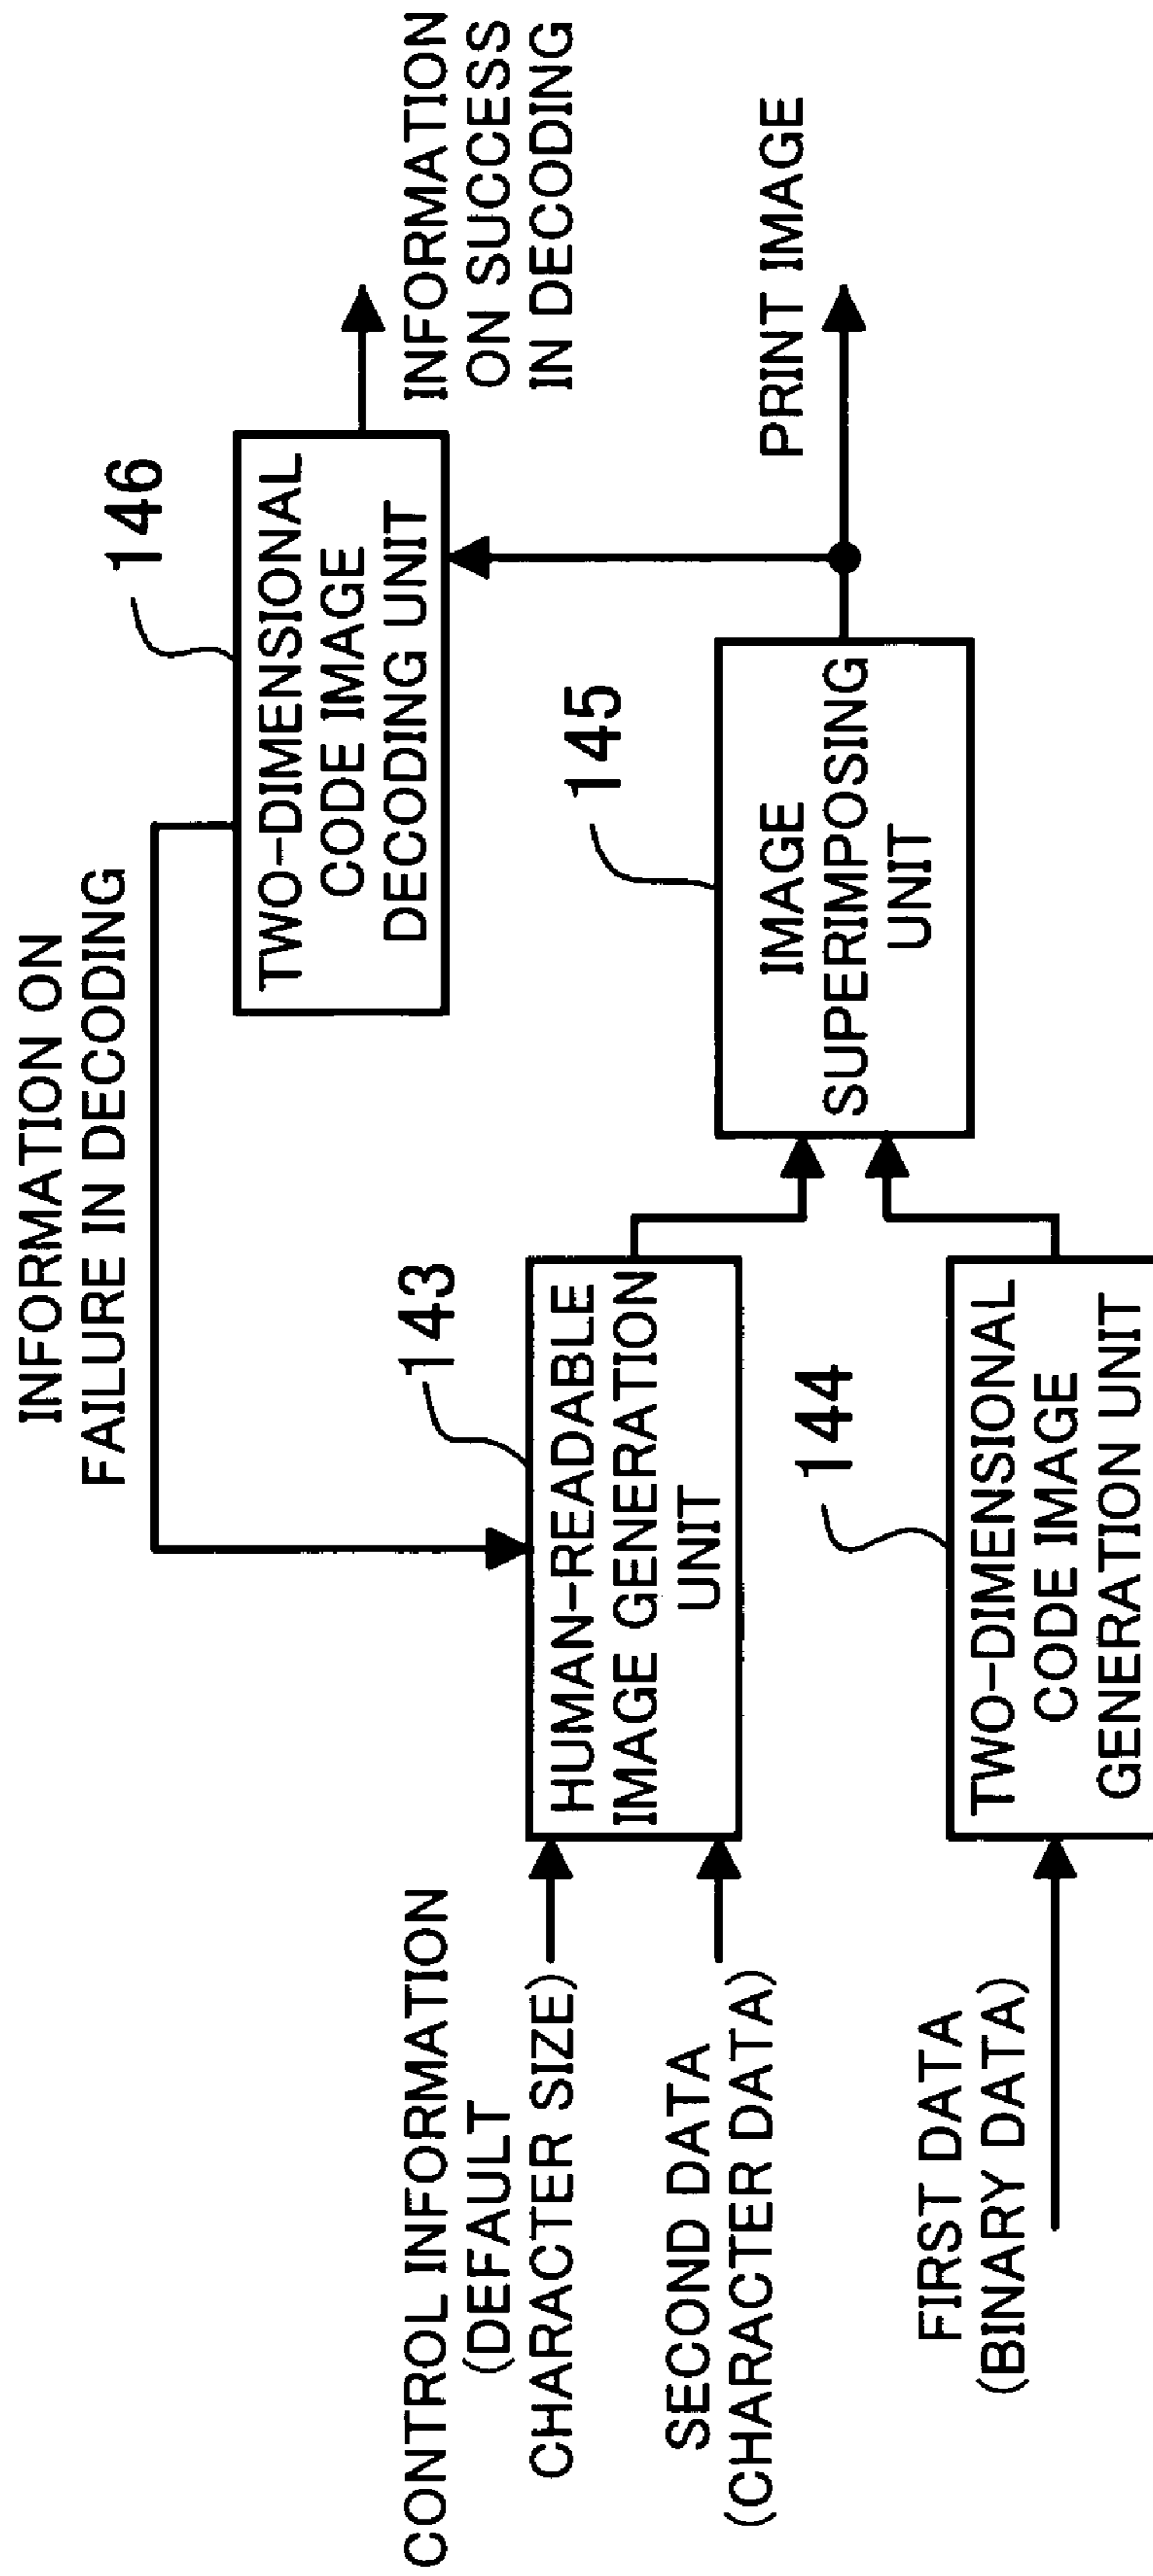 INFORMATION ON
FAILURE IN DECODING
146
TWO-DIMENSIONAL
CODE IMAGE
DECODING UNIT
INFORMATION
ON SUCCESS
IN DECODING
CONTROL INFORMATION
(DEFAULT
CHARACTER SIZE)
SECOND DATA
(CHARACTER DATA)
143
HUMAN-READABLE
IMAGE GENERATION
UNIT
145
IMAGE
SUPERIMPOSING
UNIT
PRINT IMAGE
FIRST DATA
(BINARY DATA)
144
TWO-DIMENSIONAL
CODE IMAGE
GENERATION UNIT